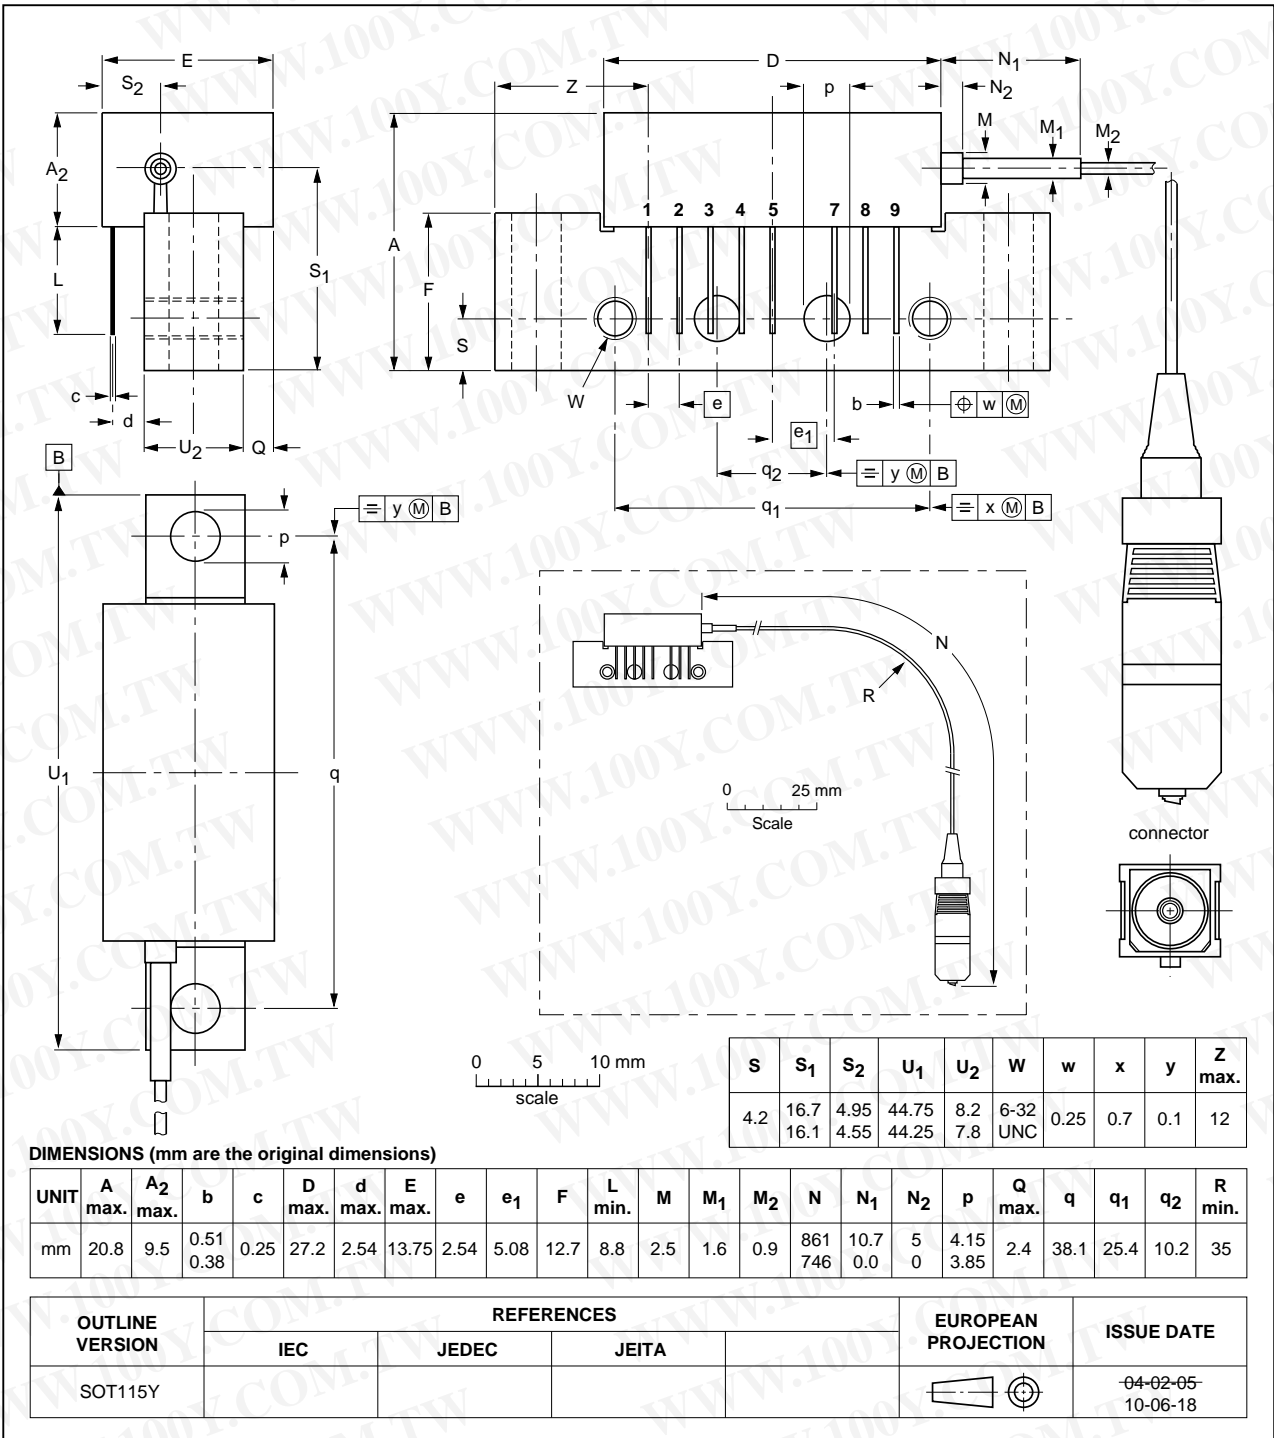 E
S2
A2
L
S1
c
d
U2
Q
D
N1
Z
p
N2
M
M1
M2
A
F
S
1 2 3 4 5 7 8 9
W
e
b
w M
e1
q2
y M B
q1
x M B
B
y M B
p
U1
q
N
R
0 25 mm
Scale
connector
0 5 10 mm
scale
S S1 S2 U1 U2 W w x y Z max.
4.2 16.7 16.1 4.95 4.55 44.75 44.25 8.2 7.8 6-32 UNC 0.25 0.7 0.1 12
DIMENSIONS (mm are the original dimensions)
UNIT A max. A2 max. b c D max. d max. E max. e e1 F L min. M M1 M2 N N1 N2 p Q max. q q1 q2 R min.
mm 20.8 9.5 0.51 0.38 0.25 27.2 2.54 13.75 2.54 5.08 12.7 8.8 2.5 1.6 0.9 861 746 10.7 0.0 5 0 4.15 3.85 2.4 38.1 25.4 10.2 35
OUTLINE VERSION REFERENCES EUROPEAN PROJECTION ISSUE DATE
IEC JEDEC JEITA
SOT115Y
04-02-05
10-06-18
WWW.100Y.COM.TW